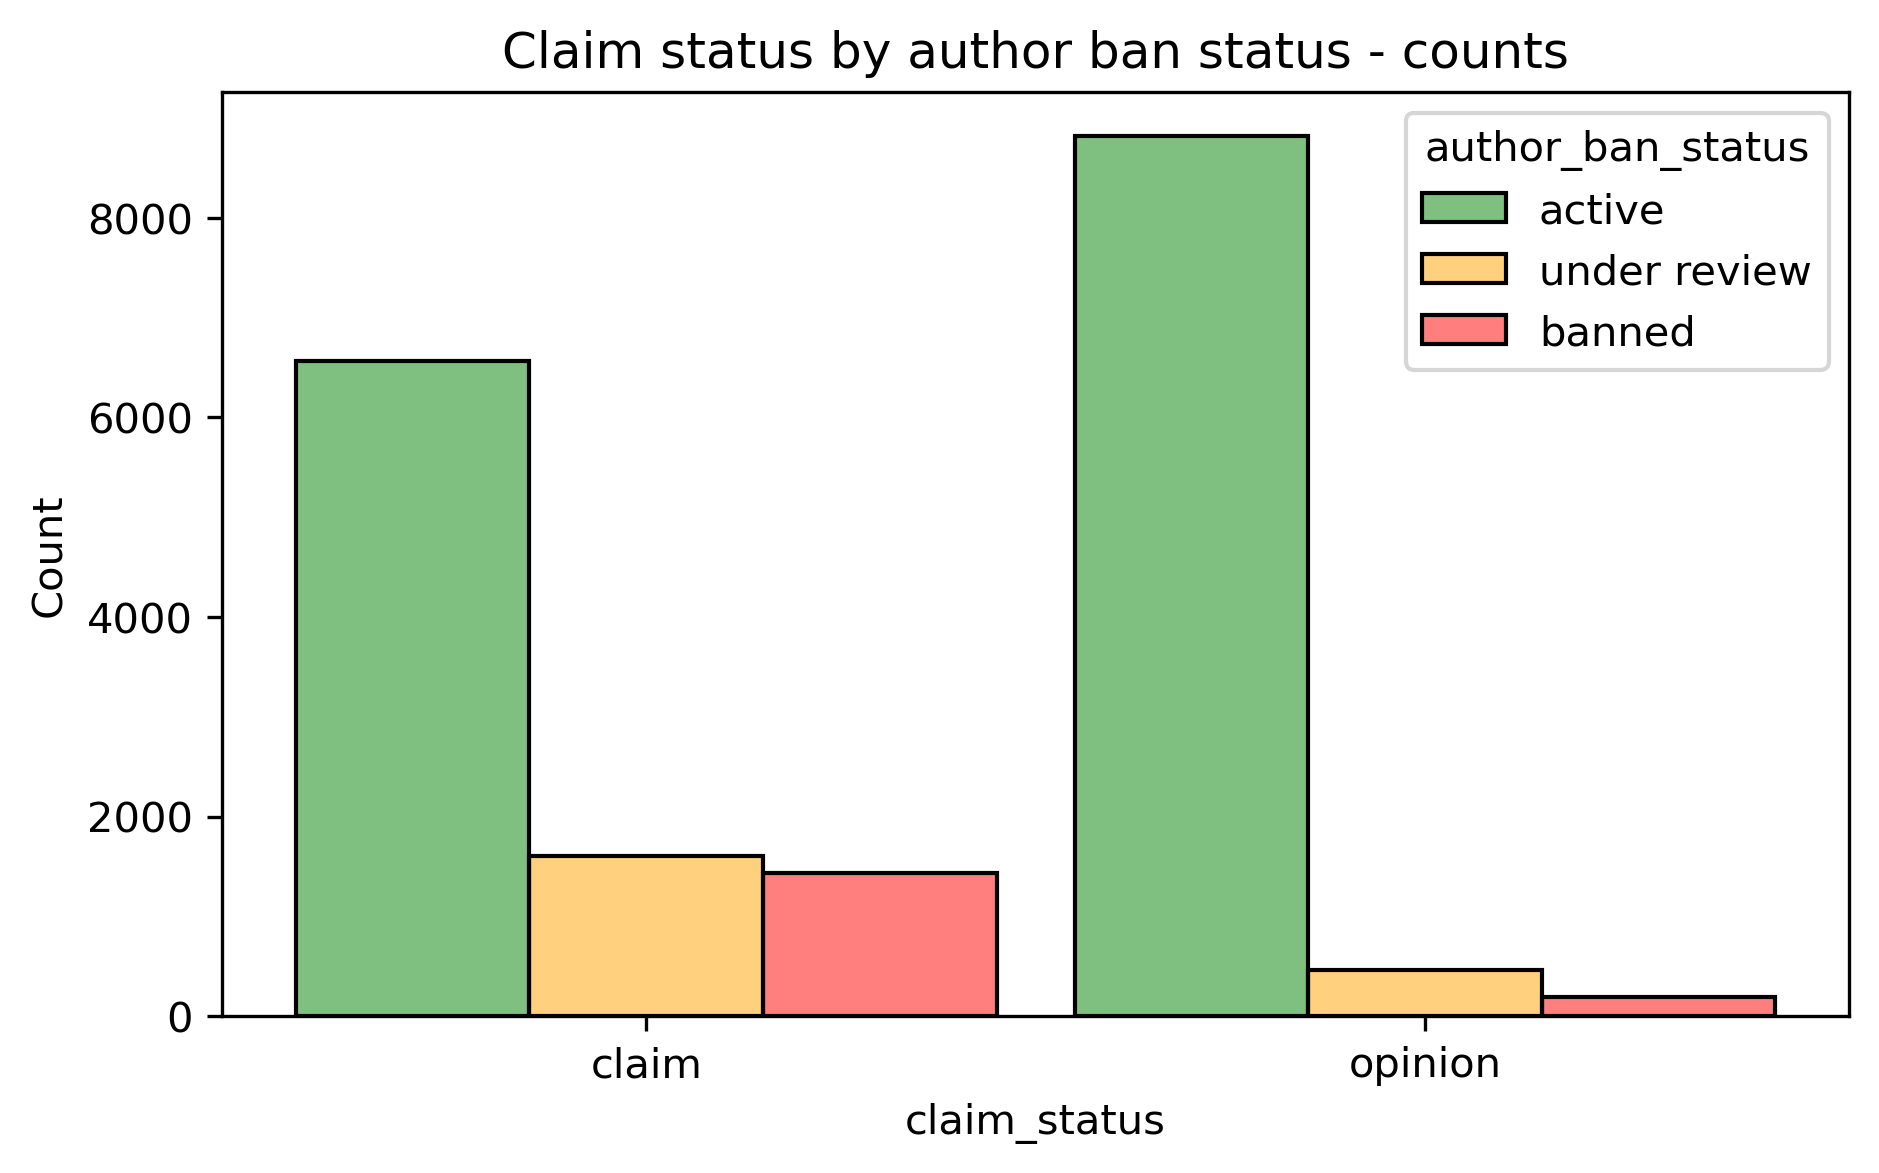 Claim status by author ban status - counts
author_ban_status
active
under review
banned
8000
6000
4000
2000
0
Count
claim
opinion
claim_status